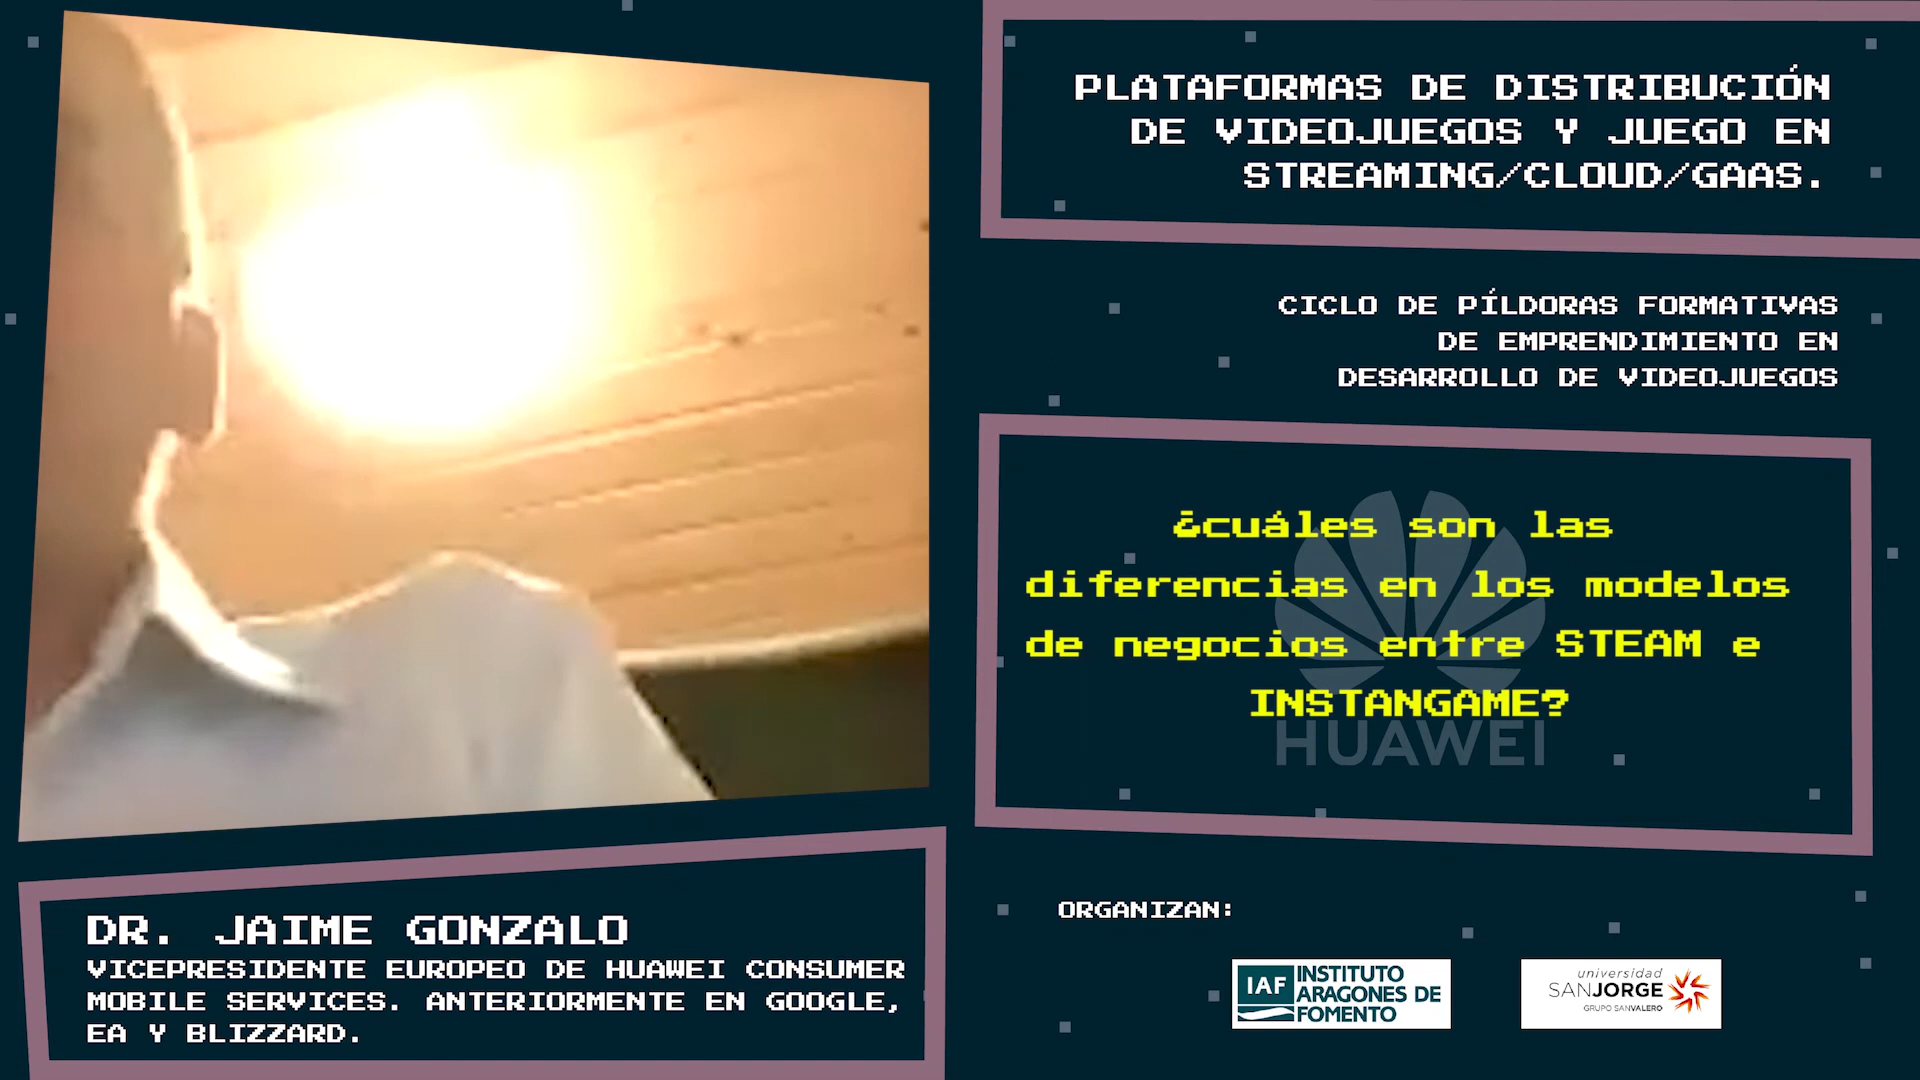 PLATAFORMAS DE DISTRIBUCIÓN
DE VIDEOJUEGOS Y JUEGO EN
STREAMING/CLOUD/GAAS.
CICLO DE PÍLDORAS FORMATIVAS
DE EMPRENDIMIENTO EN
DESARROLLO DE VIDEOJUEGOS
¿cuáles son las
diferencias en los modelos
de negocios entre STEAM e
INSTANGAME?
HUAWEI
DR. JAIME GONZALO
VICEPRESIDENTE EUROPEO DE HUAWEI CONSUMER
MOBILE SERVICES. ANTERIORMENTE EN GOOGLE,
EA Y BLIZZARD.
ORGANIZAN:
IAF INSTITUTO
ARAGONES DE
FOMENTO
universidad
SANJORGE
GRUPO SANVALERO